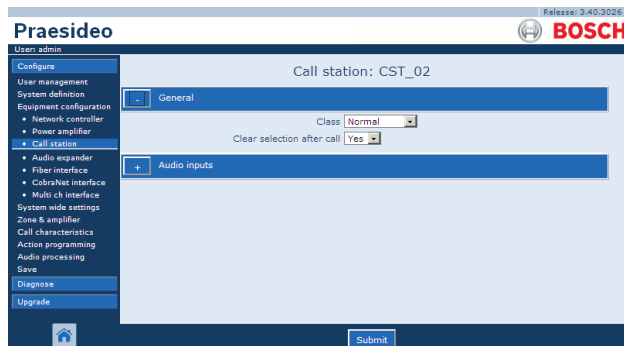 Release: 3.40.3026
Praesideo
BOSCH
User: admin
Configure
User management
System definition
Equipment configuration
• Network controller
• Power amplifier
• Call station
• Audio expander
• Fiber interface
• CobraNet interface
• Multi ch interface
System wide settings
Zone & amplifier
Call characteristics
Action programming
Audio processing
Save
Diagnose
Upgrade
Call station: CST_02
- General
Class Normal
Clear selection after call Yes
+ Audio inputs
Submit